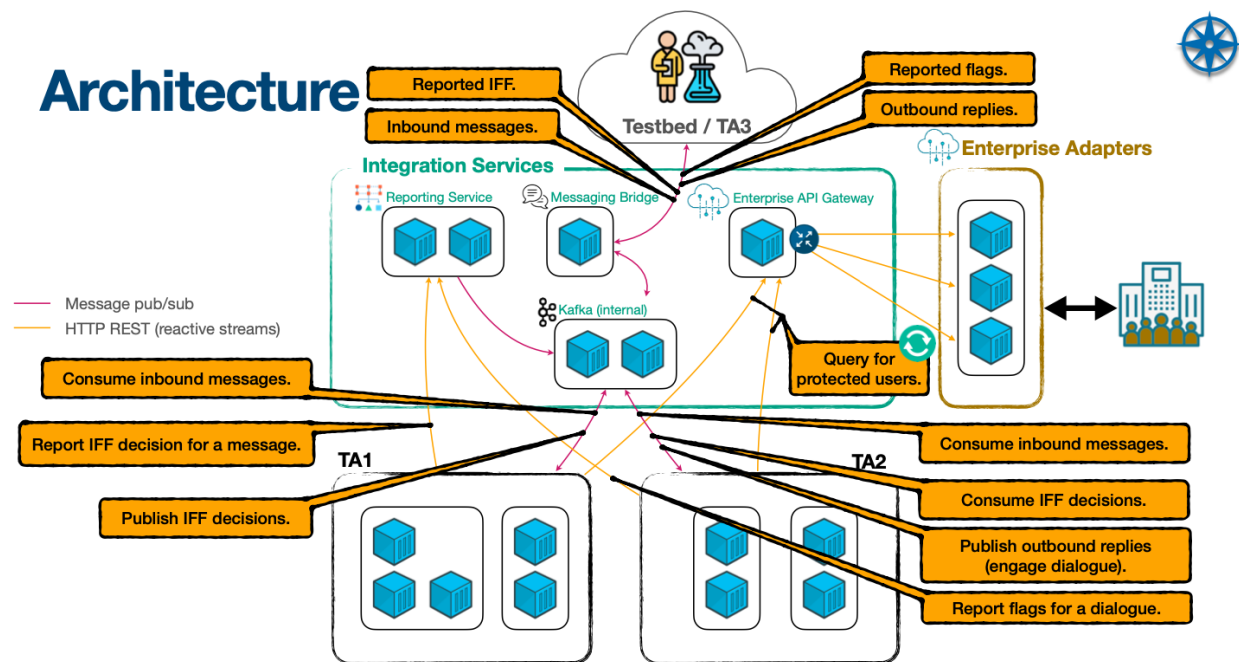 Architecture
Reported IFF.
Inbound messages.
Reported flags.
Outbound replies.
Testbed / TA3
Integration Services
Enterprise Adapters
Reporting Service
Messaging Bridge
Enterprise API Gateway
Message pub/sub
HTTP REST (reactive streams)
Kafka (internal)
Query for
protected users.
Consume inbound messages.
Report IFF decision for a message.
Publish IFF decisions.
TA1
TA2
Consume inbound messages.
Consume IFF decisions.
Publish outbound replies
(engage dialogue).
Report flags for a dialogue.